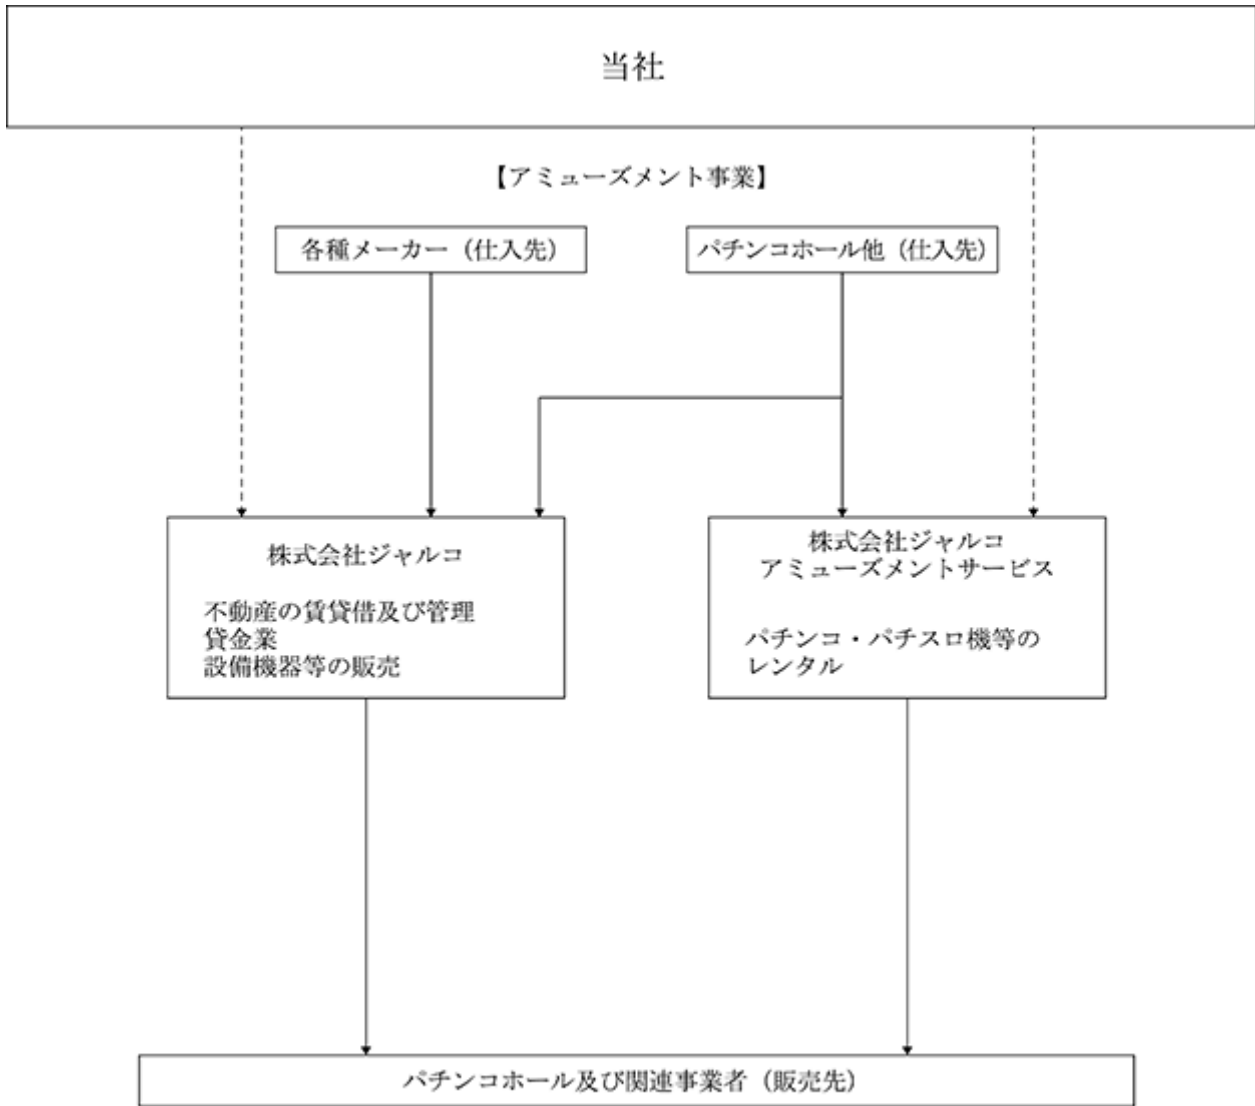 当社
【アミューズメント事業】
各種メーカー（仕入先）
パチンコホール他（仕入先）
株式会社ジャルコ
不動産の賃貸借及び管理
貸金業
設備機器等の販売
株式会社ジャルコ
アミューズメントサービス
パチンコ・パチスロ機等の
レンタル
パチンコホール及び関連事業者（販売先）